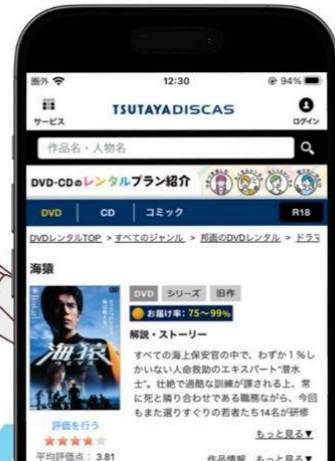 圏外 12:30 94%
サービス
TSUTAYADISCAS
ログイン
作品名・人物名
DVD・CDのレンタルプラン紹介
DVD CD コミック R18
DVDレンタルTOP > すべてのジャンル > 邦画のDVDレンタル > ドラマ
海猿
海猿
DVD シリーズ 旧作
お届け率：75〜99%
解説・ストーリー
すべての海上保安官の中で、わずか1%し
かいない人命救助のエキスパート“潜水
士”。壮絶で過酷な訓練が課される上、常
に死と隣り合わせである職務ながら、今回
もまた選りすぐりの若者たち14名が研修
もっと見る▼
評価を行う
平均評価点： 3.81
作品情報 もっと見る▼